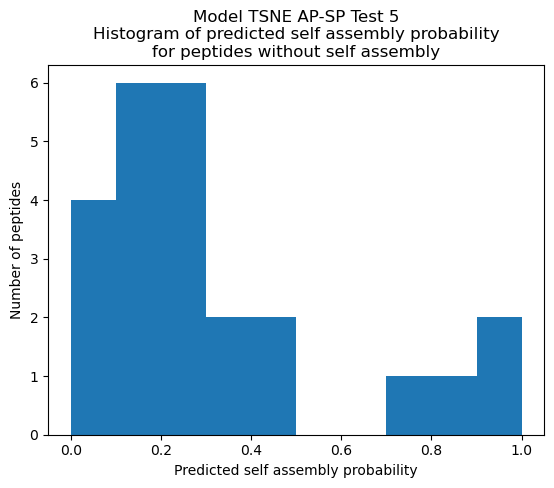 Model TSNE AP-SP Test 5
Histogram of predicted self assembly probability
for peptides without self assembly
6
5
4
3
2
1
0
Number of peptides
0.0 0.2 0.4 0.6 0.8 1.0
Predicted self assembly probability